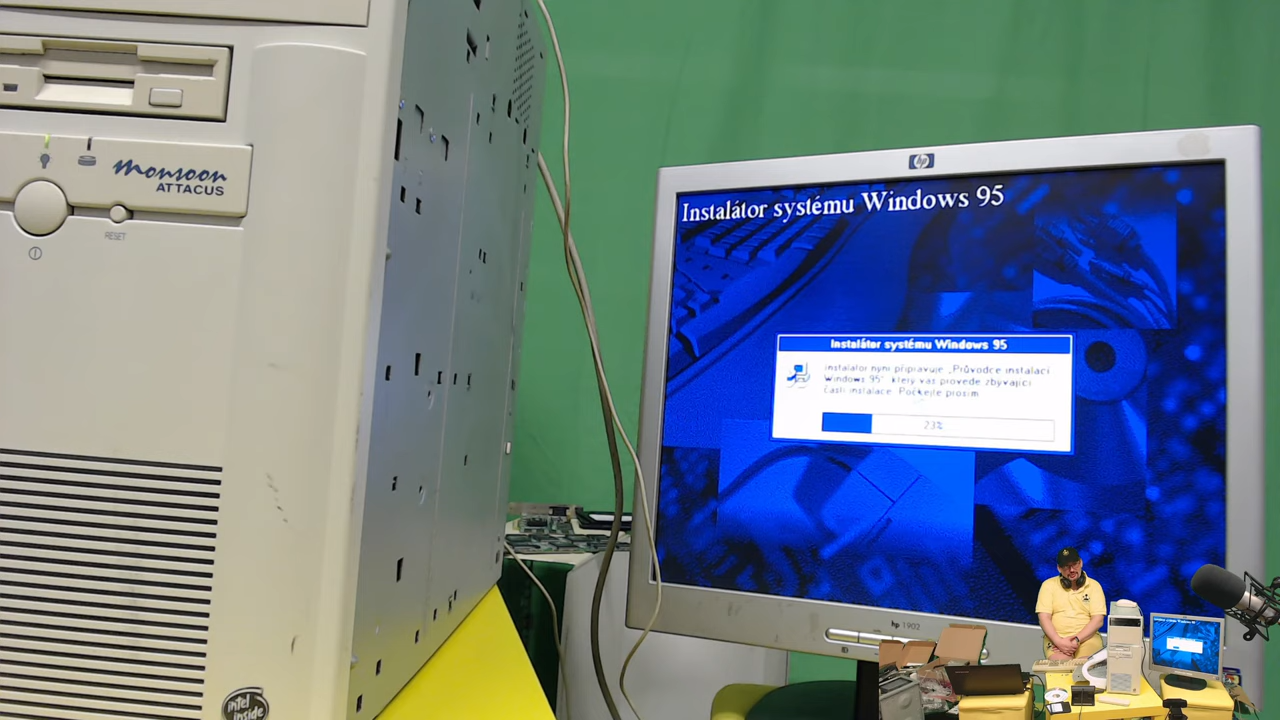 monsoon
ATTACUS
RESET
intel
inside
hp
Instalátor systému Windows 95
Instalátor systému Windows 95
Instalátor nyní připravuje „Průvodce instalací
Windows 95“, který vás provede zbývající
částí instalace. Počkejte prosím
23%
hp 1902